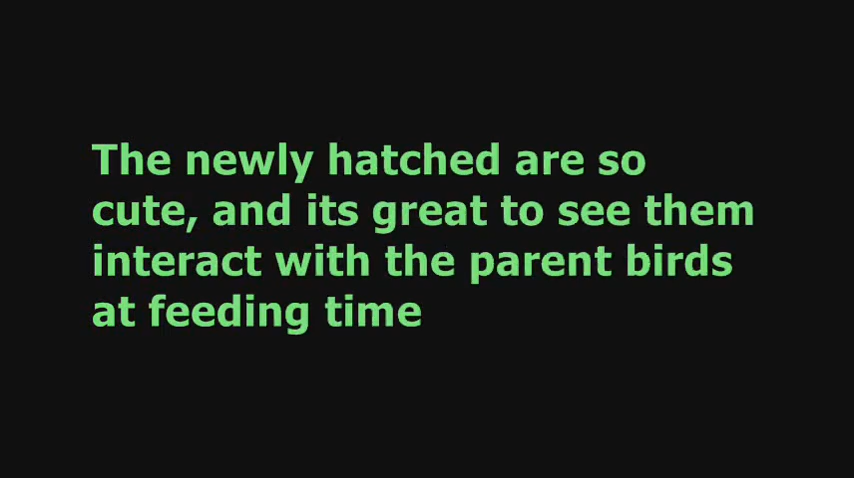 The newly hatched are so
cute, and its great to see them
interact with the parent birds
at feeding time